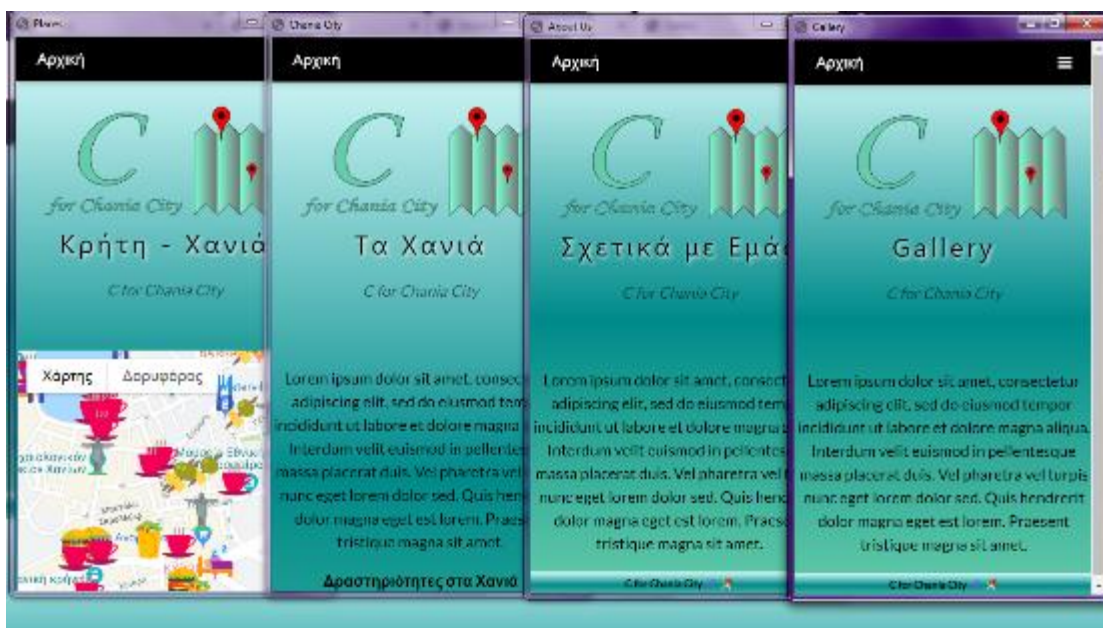 Places
Αρχική
C
for Chania City
Κρήτη - Χανιά
C for Chania City
Χάρτης
Δορυφόρος
Chania City
Αρχική
C
for Chania City
Τα Χανιά
C for Chania City
Lorem ipsum dolor sit amet, consec
adipiscing elit, sed do eiusmod tem
incididunt ut labore et dolore magna
Interdum velit euismod in pellentes
massa placerat duis. Vel pharetra vel
nunc eget lorem dolor sed. Quis hen
dolor magna eget est lorem. Praes
tristique magna sit amet.
Δραστηριότητες στα Χανιά
About Us
Αρχική
C
for Chania City
Σχετικά με Εμάς
C for Chania City
Lorem ipsum dolor sit amet, consect
adipiscing elit, sed do eiusmod temp
incididunt ut labore et dolore magna
Interdum velit euismod in pellentes
massa placerat duis. Vel pharetra vel
nunc eget lorem dolor sed. Quis hend
dolor magna eget est lorem. Praese
tristique magna sit amet.
C for Chania City
Gallery
Αρχική
C
for Chania City
Gallery
C for Chania City
Lorem ipsum dolor sit amet, consectetur
adipiscing elit, sed do eiusmod tempor
incididunt ut labore et dolore magna aliqua.
Interdum velit euismod in pellentesque
massa placerat duis. Vel pharetra vel turpis
nunc eget lorem dolor sed. Quis hendrerit
dolor magna eget est lorem. Praesent
tristique magna sit amet.
C for Chania City